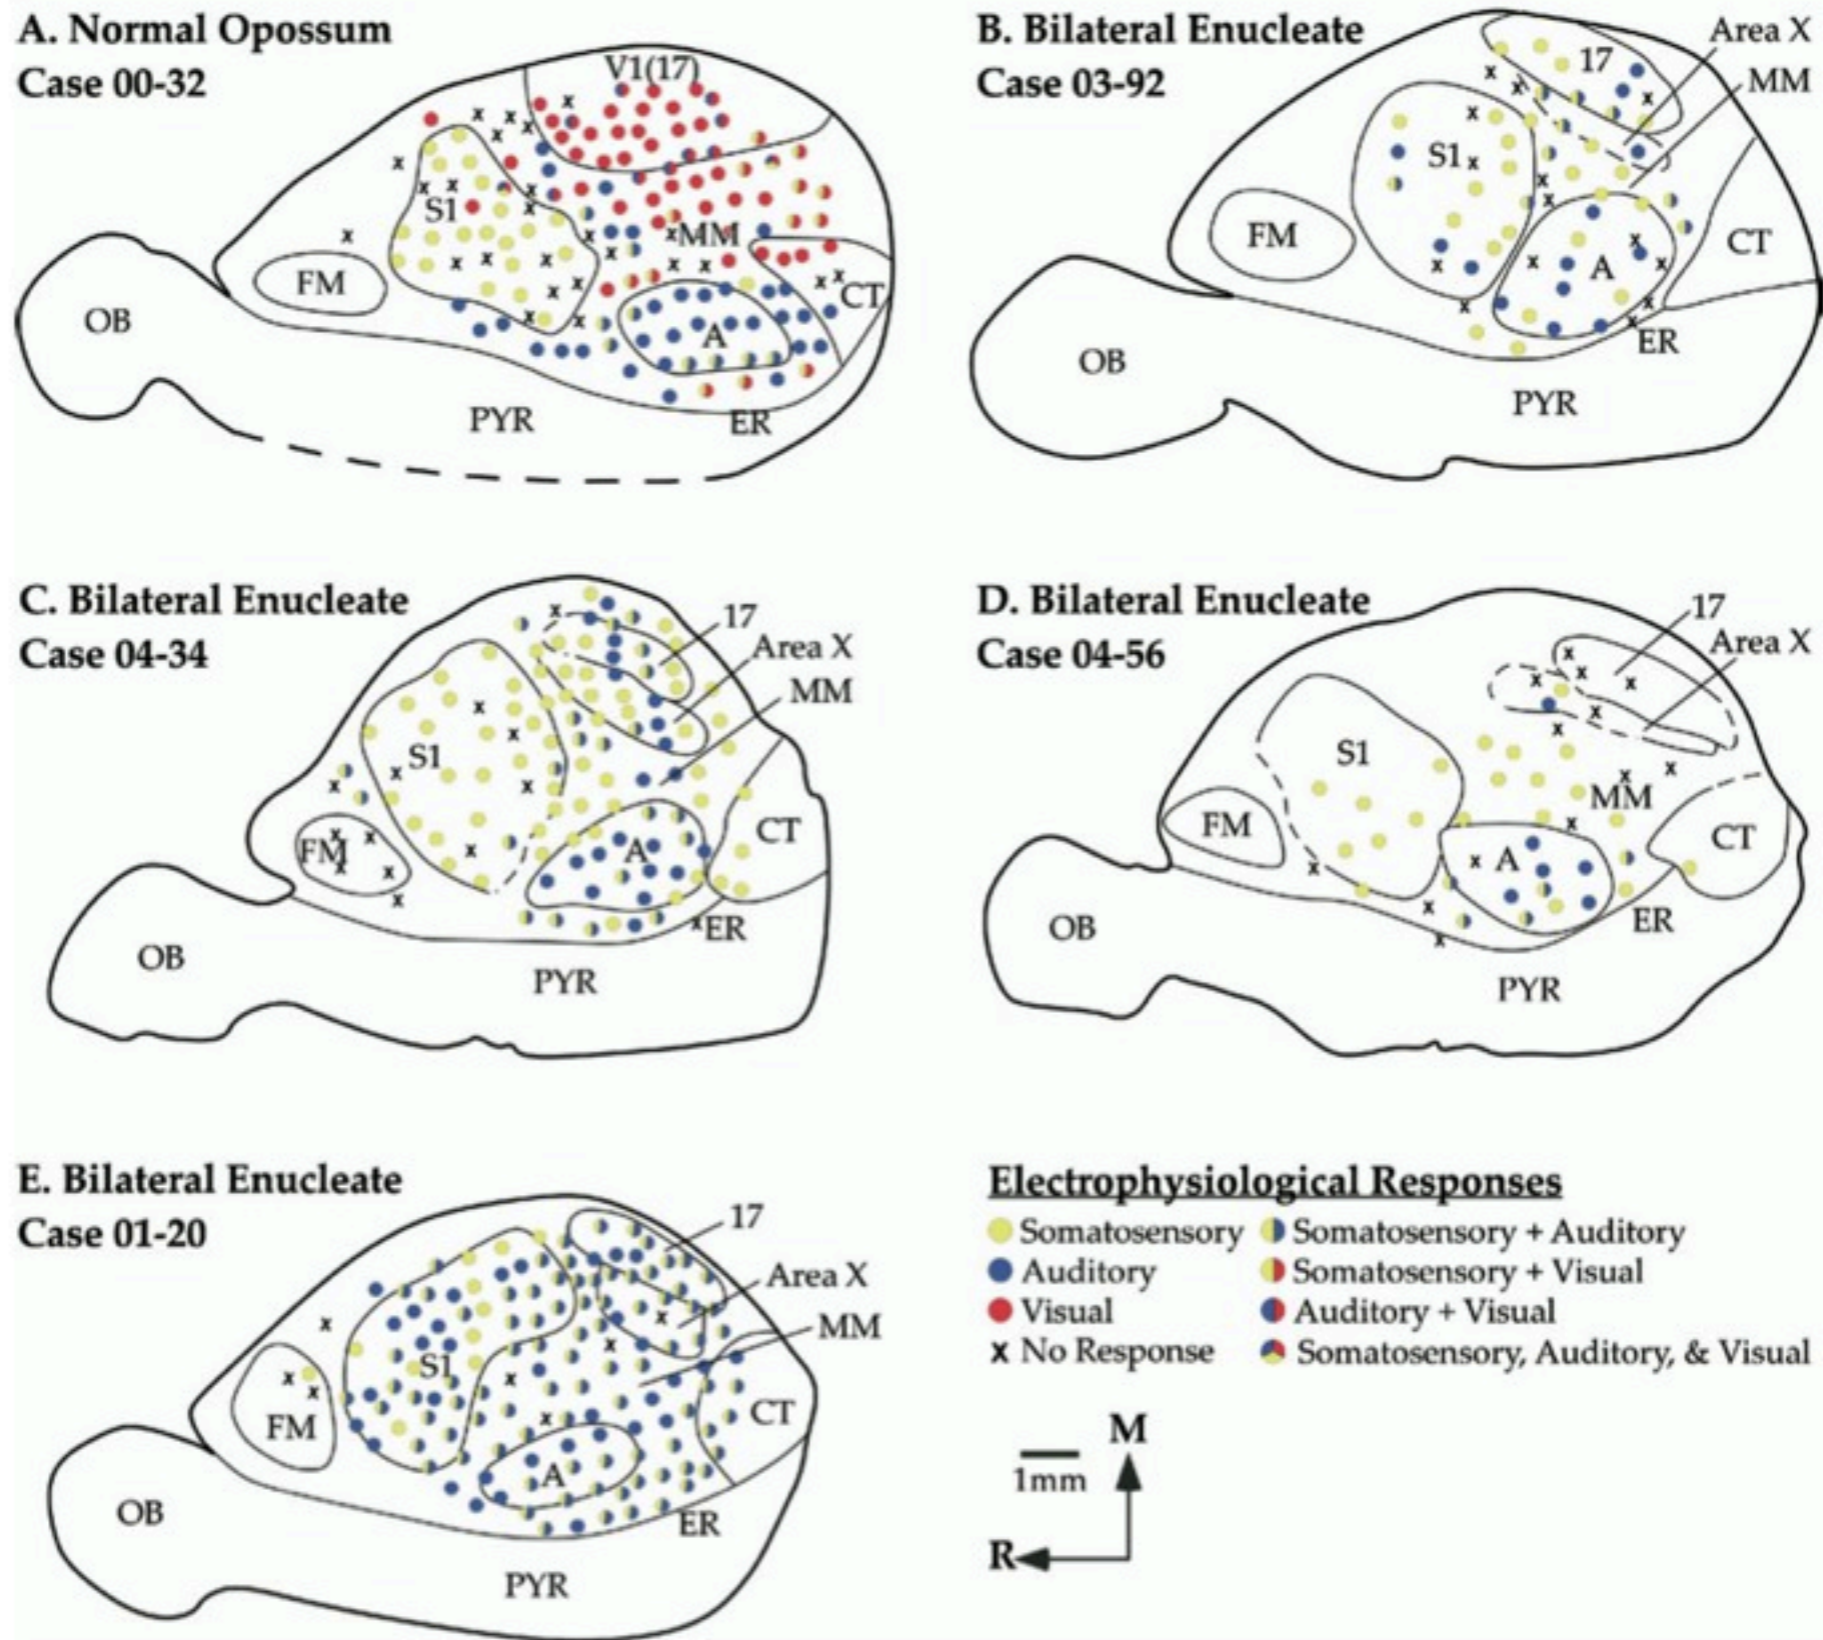 A. Normal Opossum
Case 00-32
V1(17)
S1
MM
FM
CT
OB
A
PYR
ER
B. Bilateral Enucleate
Case 03-92
Area X
17
MM
S1
FM
CT
A
ER
OB
PYR
C. Bilateral Enucleate
Case 04-34
17
Area X
MM
S1
FM
A
CT
ER
OB
PYR
D. Bilateral Enucleate
Case 04-56
17
Area X
S1
MM
FM
CT
A
OB
ER
PYR
E. Bilateral Enucleate
Case 01-20
17
Area X
MM
S1
FM
CT
A
OB
ER
PYR
Electrophysiological Responses
Somatosensory Somatosensory + Auditory
Auditory Somatosensory + Visual
Visual Auditory + Visual
x No Response Somatosensory, Auditory, & Visual
M
1mm
R